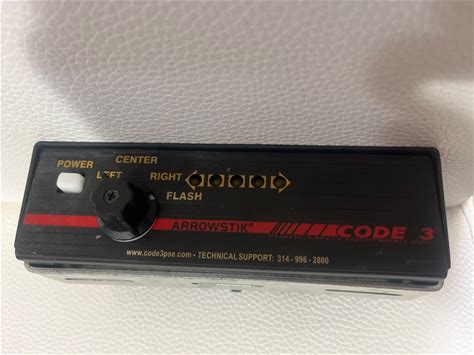 CENTER
POWER
LEFT
RIGHT
FLASH
ARROWSTIK®
CODE 3®
www.code3pse.com - TECHNICAL SUPPORT: 314-996-2800